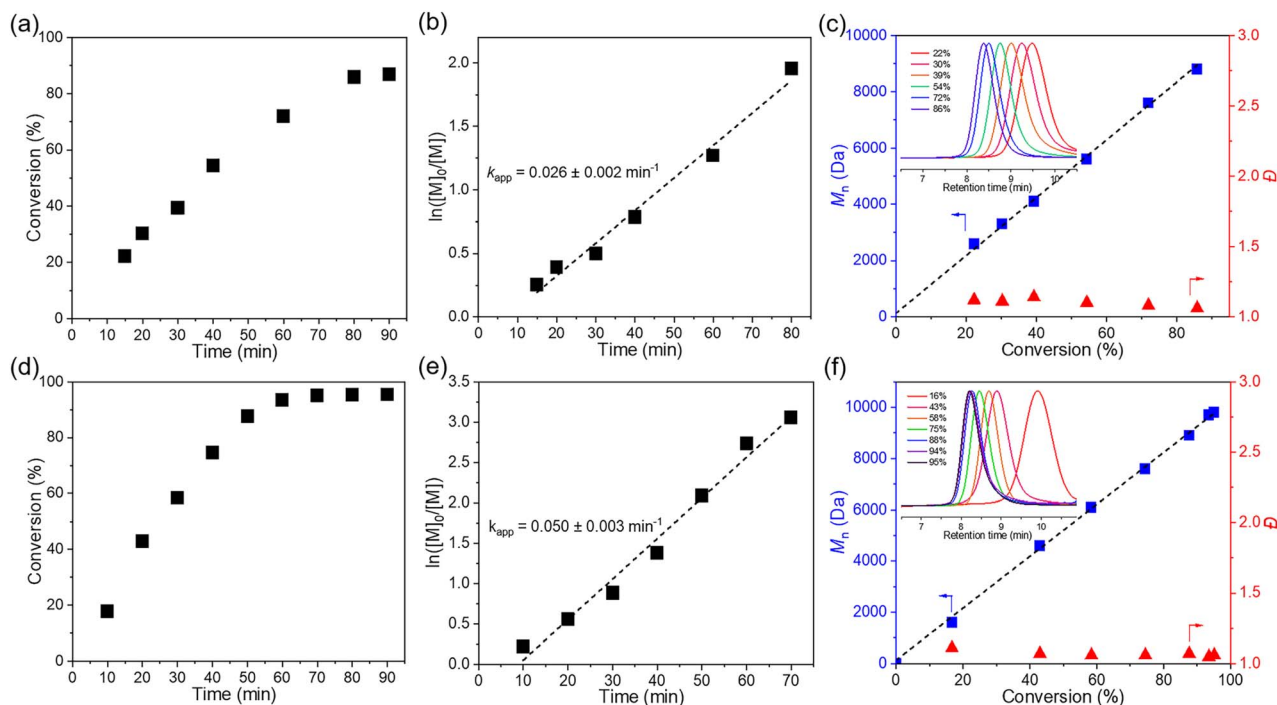 (a)
100
80
60
40
20
0
0 10 20 30 40 50 60 70 80 90
Conversion (%)
Time (min)
(b)
2.0
1.5
1.0
0.5
0.0
0 10 20 30 40 50 60 70 80
ln([M]0/[M])
kapp = 0.026 ± 0.002 min-1
Time (min)
(c)
10000
8000
6000
4000
2000
0
Mn (Da)
22%
30%
39%
54%
72%
86%
7 8 9 10
Retention time (min)
3.0
2.5
2.0
1.5
1.0
Đ
0 20 40 60 80
Conversion (%)
(d)
100
80
60
40
20
0
0 10 20 30 40 50 60 70 80 90
Conversion (%)
Time (min)
(e)
3.5
3.0
2.5
2.0
1.5
1.0
0.5
0.0
0 10 20 30 40 50 60 70
ln([M]0/[M])
kapp = 0.050 ± 0.003 min-1
Time (min)
(f)
10000
8000
6000
4000
2000
0
Mn (Da)
16%
43%
58%
75%
88%
94%
95%
7 8 9 10
Retention time (min)
3.0
2.5
2.0
1.5
1.0
Đ
0 20 40 60 80 100
Conversion (%)